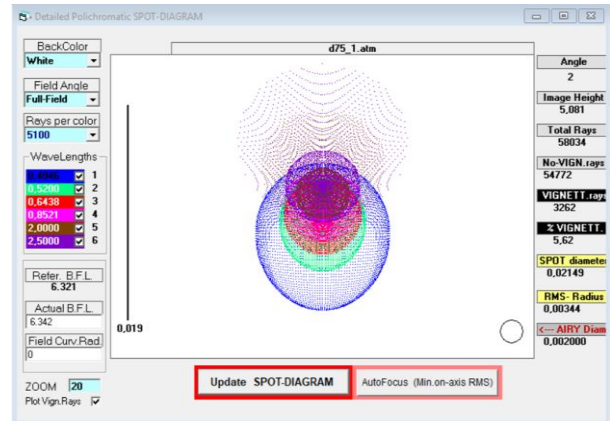 Detailed Polichromatic SPOT-DIAGRAM
BackColor
White
Field Angle
Full-Field
Rays per color
5100
WaveLengths
1
0,5200 2
0,6438 3
0,8521 4
2,0000 5
2,5000 6
Refer. B.F.L.
6.321
Actual B.F.L.
6.342
Field Curv.Rad.
0
ZOOM 20
Plot Vign.Rays
d75_1.atm
0,019
Update SPOT-DIAGRAM
AutoFocus (Min.on-axis RMS)
Angle
2
Image Height
5,081
Total Rays
58034
No-VIGN.rays
54772
VIGNETT.rays
3262
% VIGNETT.
5,62
SPOT diameter
0,02149
RMS- Radius
0,00344
<--- AIRY Diam
0,002000